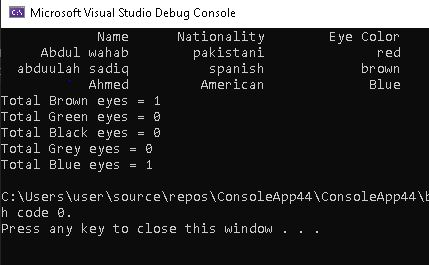 Microsoft Visual Studio Debug Console
Name Nationality Eye Color
Abdul wahab pakistani red
abduulah sadiq spanish brown
Ahmed American Blue
Total Brown eyes = 1
Total Green eyes = 0
Total Black eyes = 0
Total Grey eyes = 0
Total Blue eyes = 1
C:\Users\user\source\repos\ConsoleApp44\ConsoleApp44\b
h code 0.
Press any key to close this window . . .